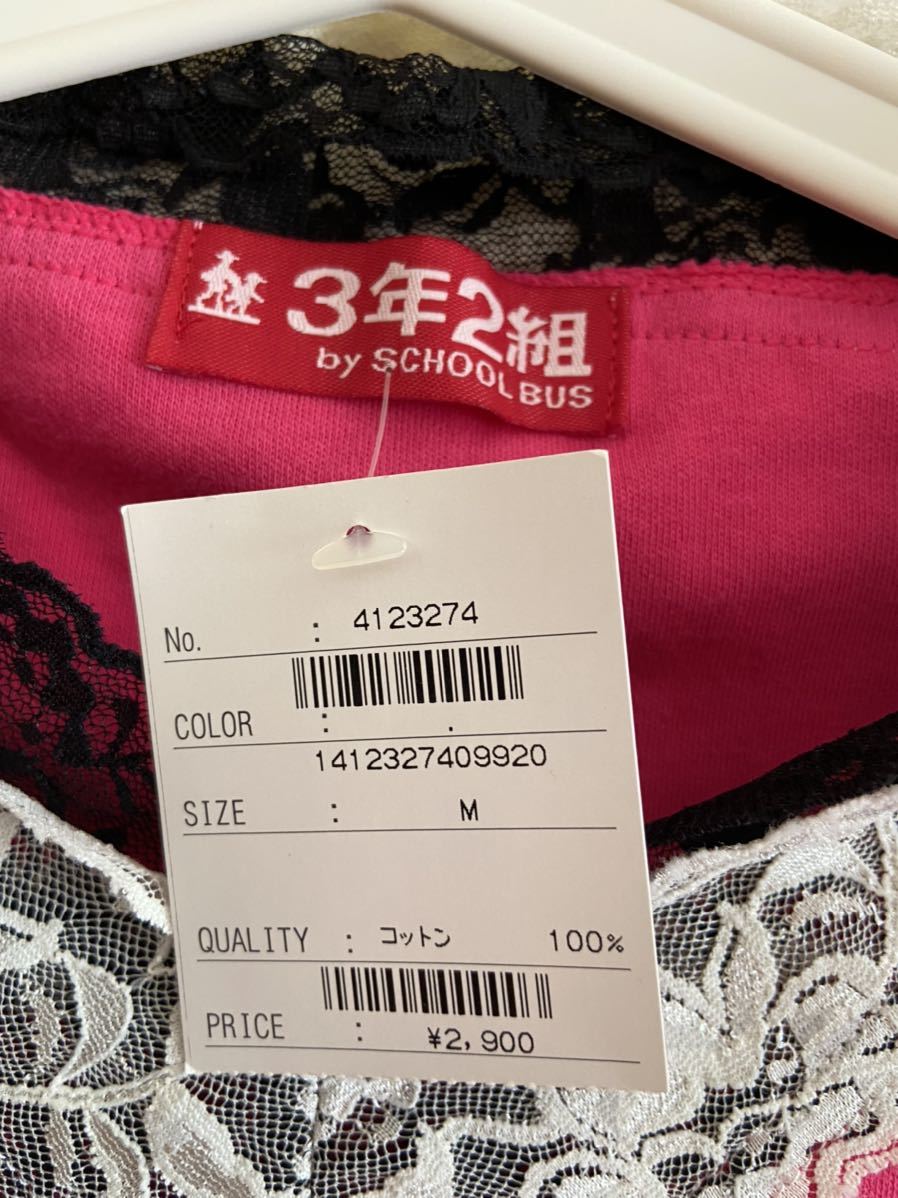 3年2組
by SCHOOL BUS
No. : 4123274
COLOR : .
1412327409920
SIZE : M
QUALITY : コットン 100%
PRICE : ¥2,900